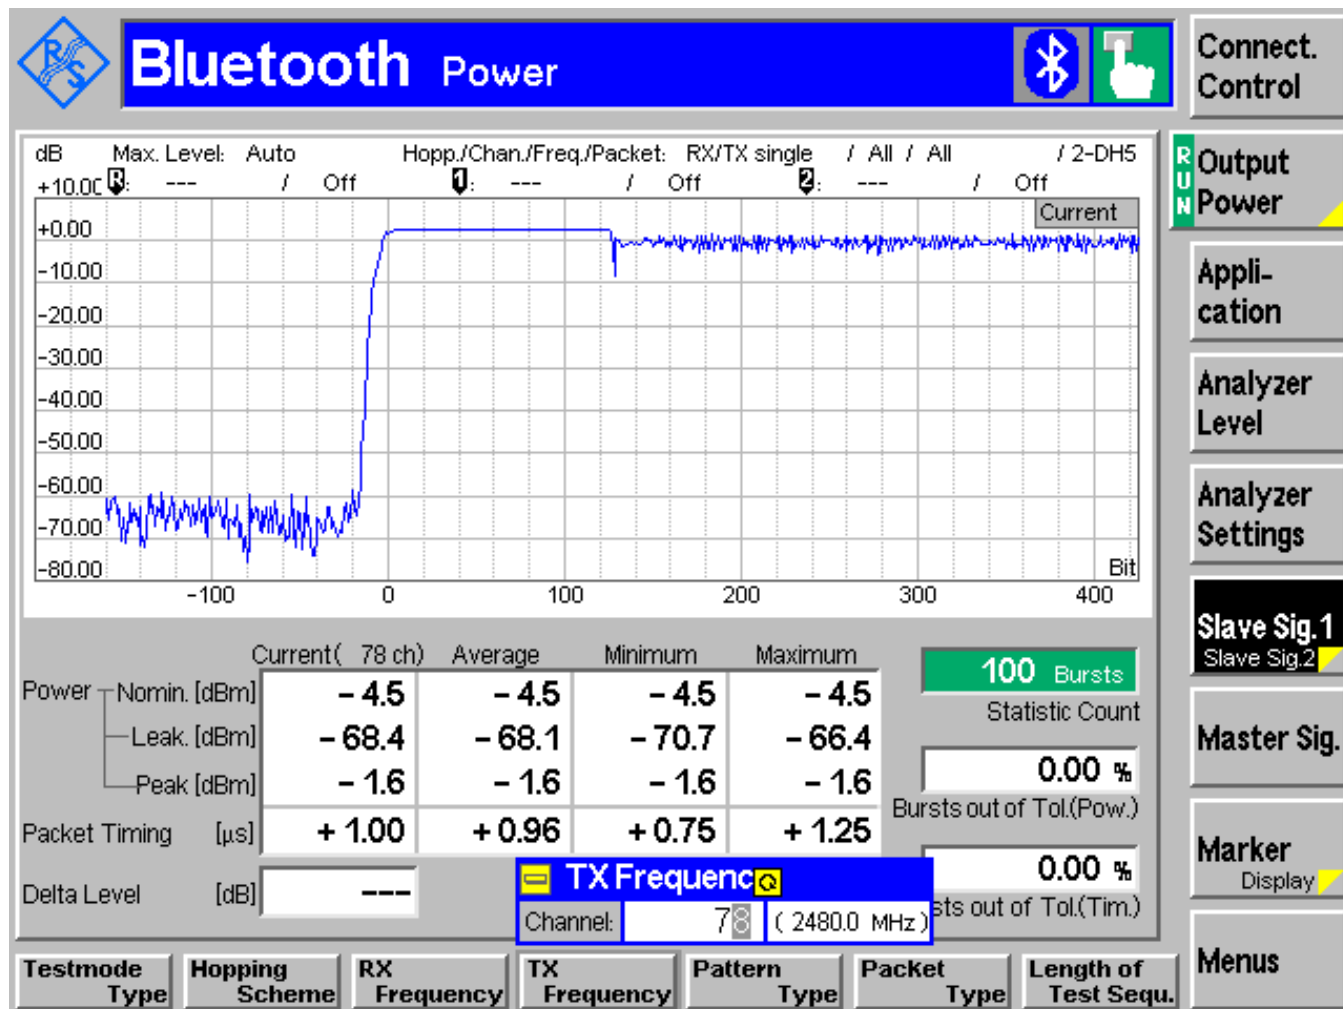 R S
Bluetooth Power
Connect. Control
dB Max. Level: Auto Hopp./Chan./Freq./Packet: RX/TX single / All / All / 2-DH5
+10.00 R: --- / Off 1: --- / Off 2: --- / Off
Current
+0.00
-10.00
-20.00
-30.00
-40.00
-50.00
-60.00
-70.00
-80.00
Bit
-100 0 100 200 300 400
RUN
Output Power
Appli-
cation
Analyzer Level
Analyzer Settings
Slave Sig.1
Slave Sig.2
Master Sig.
Marker
Display
Menus
Current( 78 ch) Average Minimum Maximum
Power Nomin. [dBm] - 4.5 - 4.5 - 4.5 - 4.5
Leak. [dBm] - 68.4 - 68.1 - 70.7 - 66.4
Peak [dBm] - 1.6 - 1.6 - 1.6 - 1.6
Packet Timing [µs] + 1.00 + 0.96 + 0.75 + 1.25
Delta Level [dB] ---
100 Bursts
Statistic Count
0.00 %
Bursts out of Tol.(Pow.)
0.00 %
sts out of Tol.(Tim.)
TX Frequenc
Channel: 78 ( 2480.0 MHz )
Testmode Type
Hopping Scheme
RX Frequency
TX Frequency
Pattern Type
Packet Type
Length of Test Sequ.